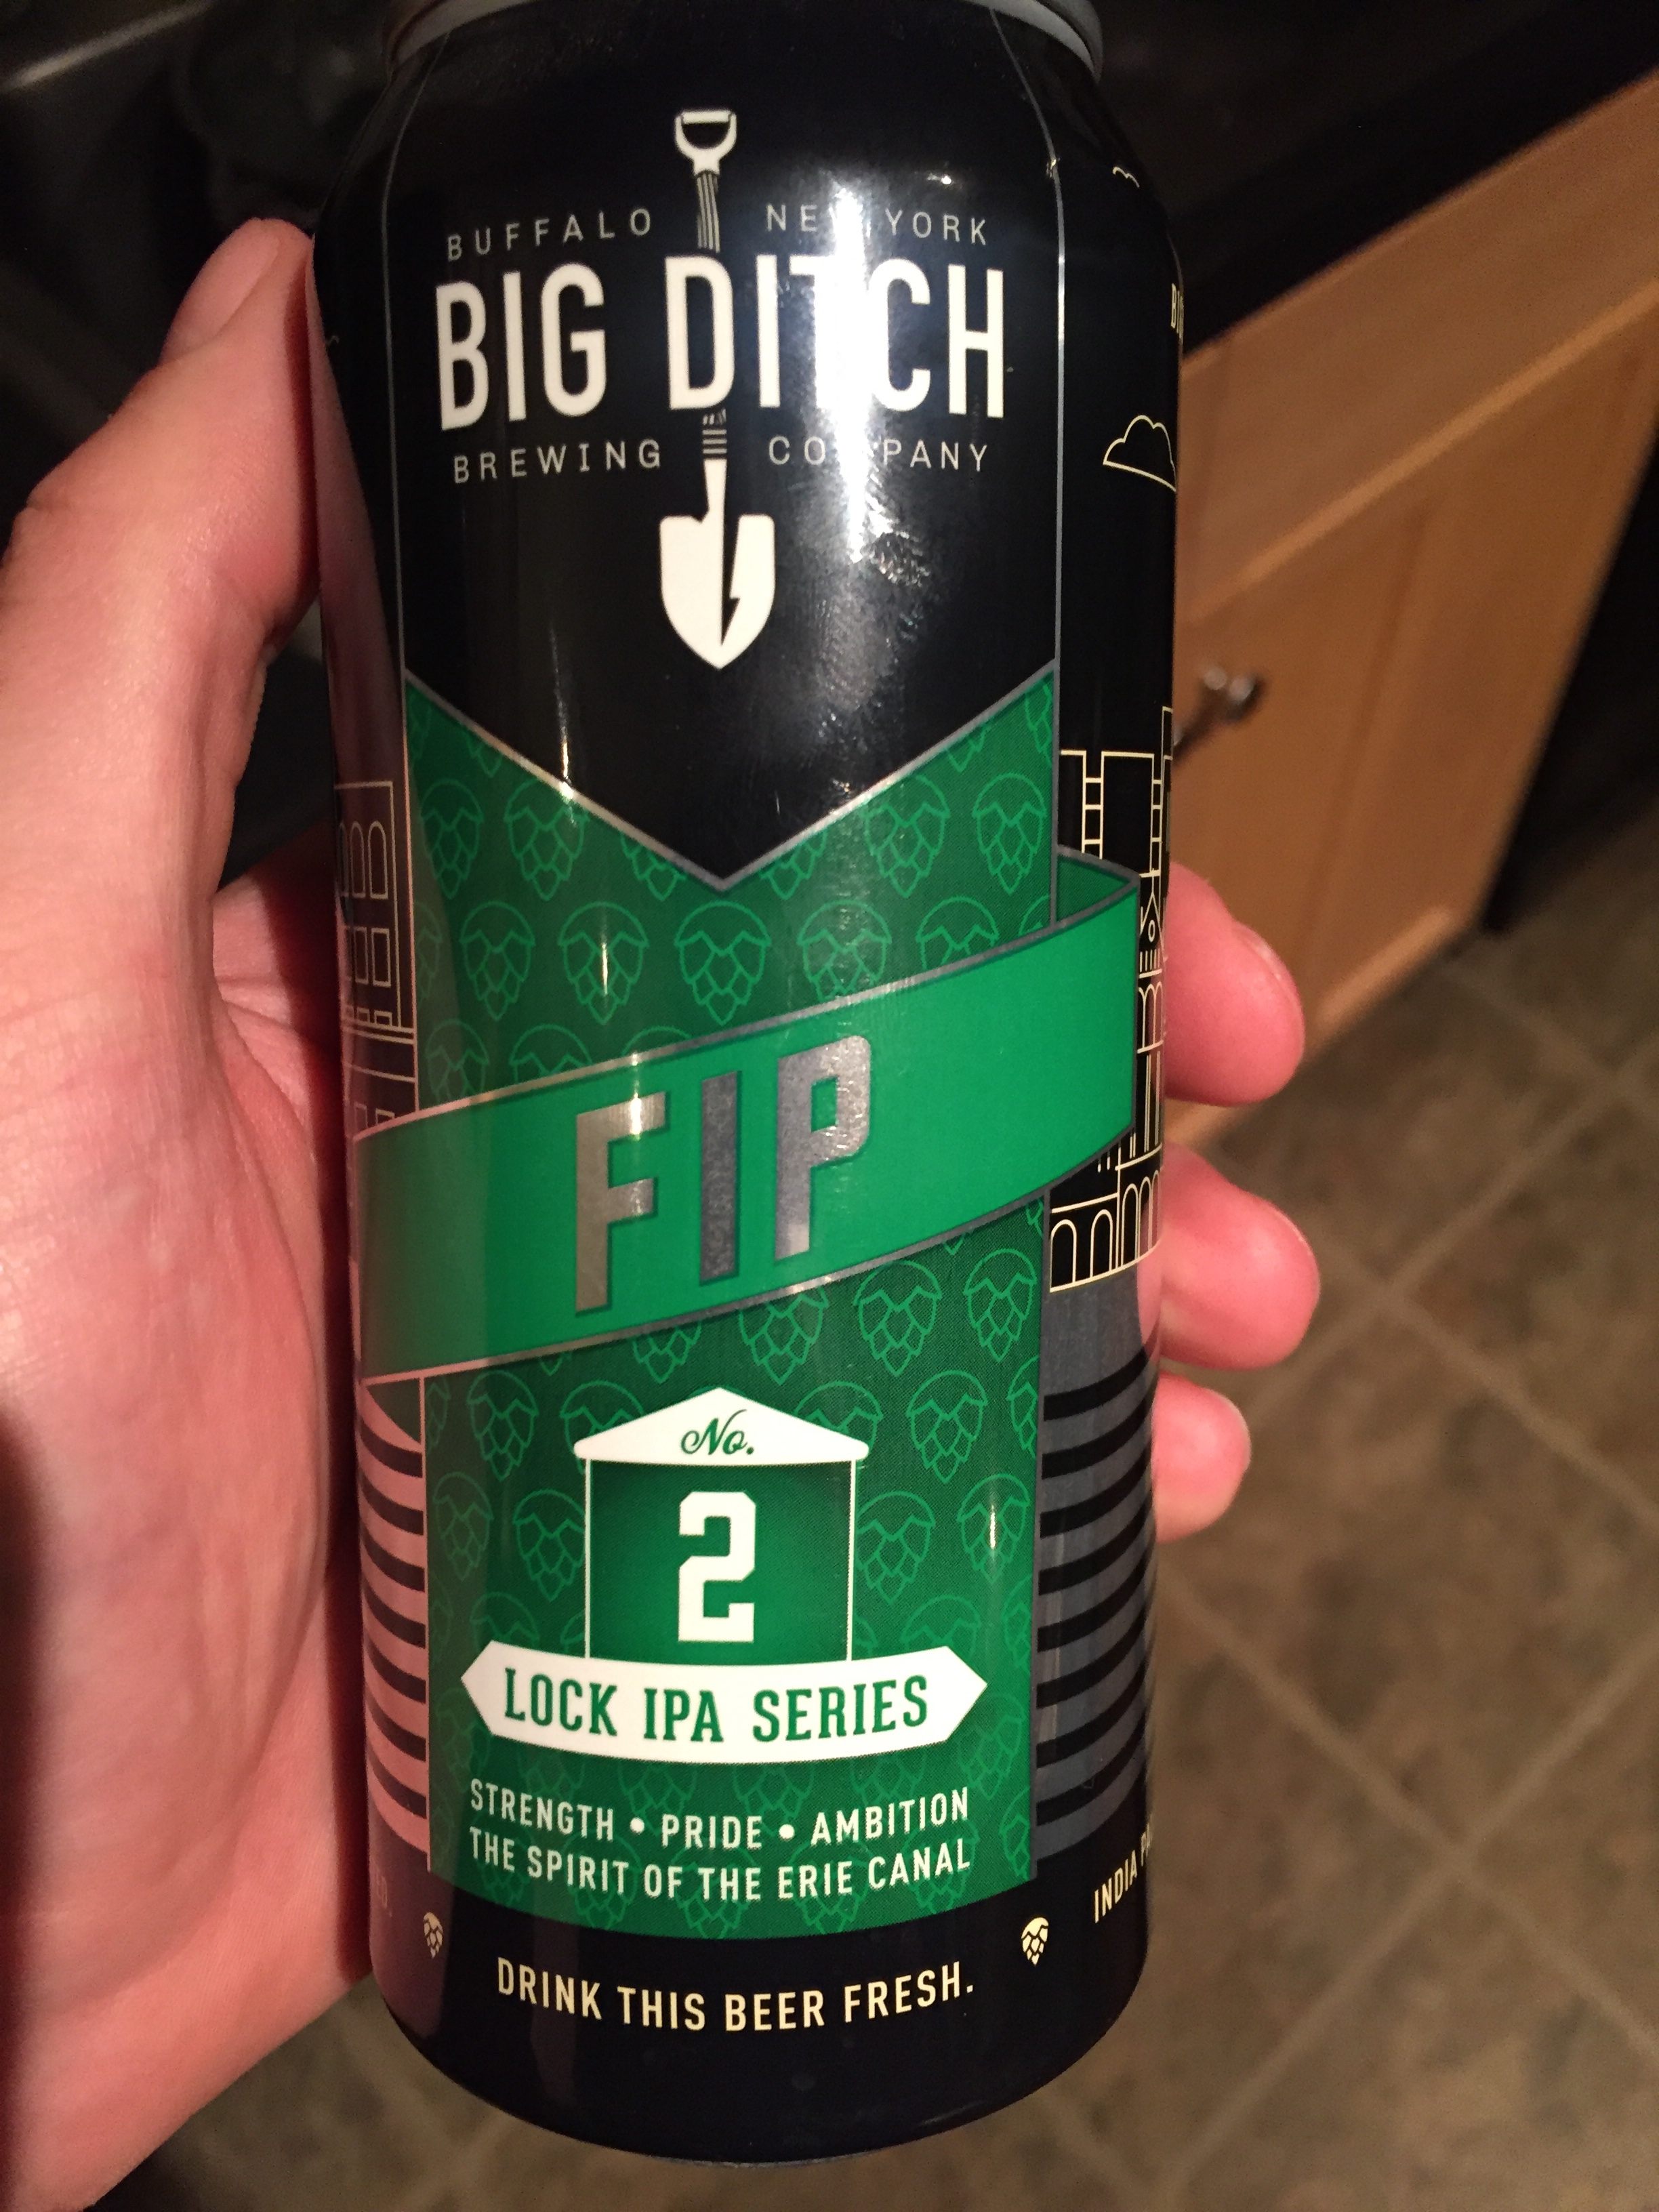 BUFFALO NEW YORK
BIG DITCH
BREWING COMPANY
FIP
No.
2
LOCK IPA SERIES
STRENGTH • PRIDE • AMBITION
THE SPIRIT OF THE ERIE CANAL
DRINK THIS BEER FRESH.
INDIA